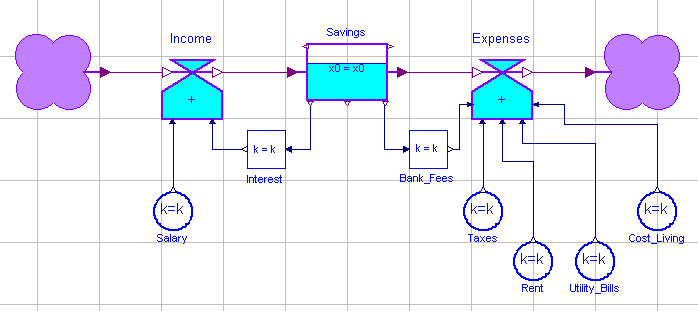 Income
Savings
Expenses
x0 = x0
+
+
k = k
k = k
Interest
Bank_Fees
k=k
k=k
k=k
Salary
Taxes
Cost_Living
k=k
k=k
Rent
Utility_Bills